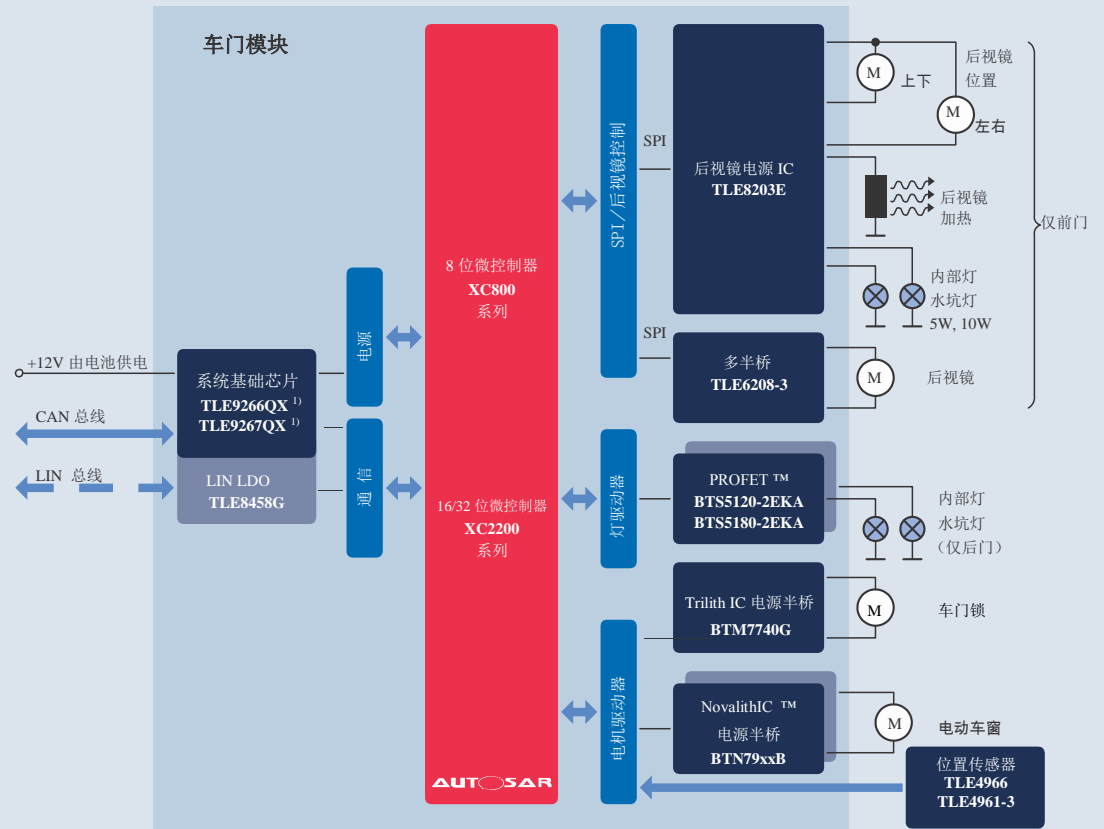 车门模块
+12V 由电池供电
CAN 总线
LIN 总线
系统基础芯片
TLE9266QX 1)
TLE9267QX 1)
LIN LDO
TLE8458G
电源
通信
8 位微控制器
XC800
系列
16/32 位微控制器
XC2200
系列
AUTOSAR
SPI／后视镜控制
灯驱动器
电机驱动器
SPI
SPI
后视镜电源 IC
TLE8203E
多半桥
TLE6208-3
PROFET ™
BTS5120-2EKA
BTS5180-2EKA
Trilith IC 电源半桥
BTM7740G
NovalithIC ™
电源半桥
BTN79xxB
M
上下
后视镜
位置
M
左右
后视镜
加热
仅前门
内部灯
水坑灯
5W, 10W
M
后视镜
内部灯
水坑灯
（仅后门）
M
车门锁
M
电动车窗
位置传感器
TLE4966
TLE4961-3